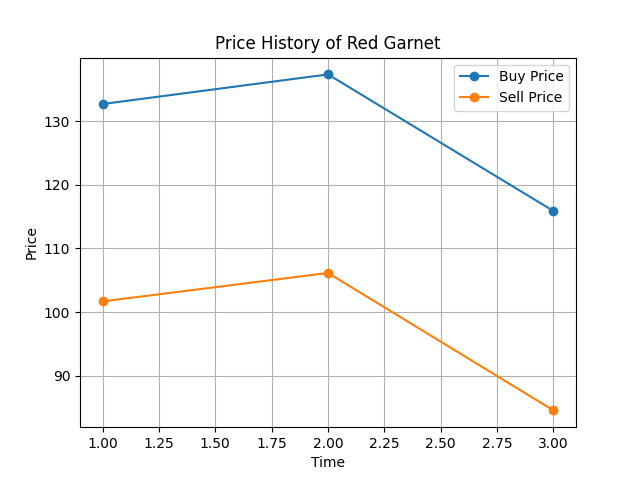 Price History of Red Garnet
Buy Price
Sell Price
130
120
110
100
90
Price
1.00 1.25 1.50 1.75 2.00 2.25 2.50 2.75 3.00
Time